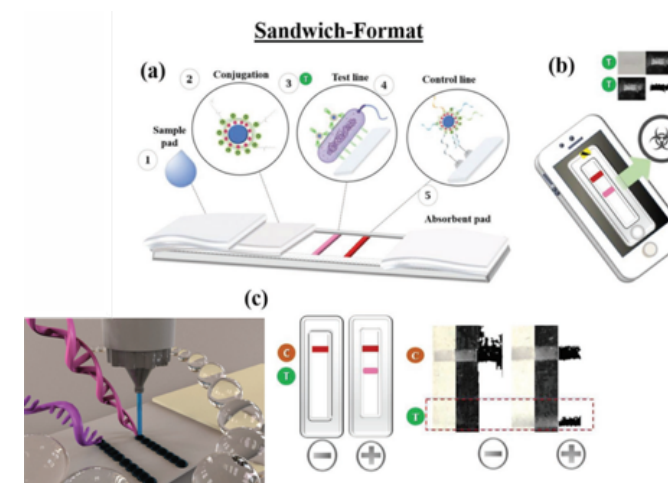 Sandwich-Format
(a)
2
Conjugation
3
T
Test line
4
Control line
(b)
T
T
Sample
pad
1
5
Absorbent pad
(c)
C
T
C
T